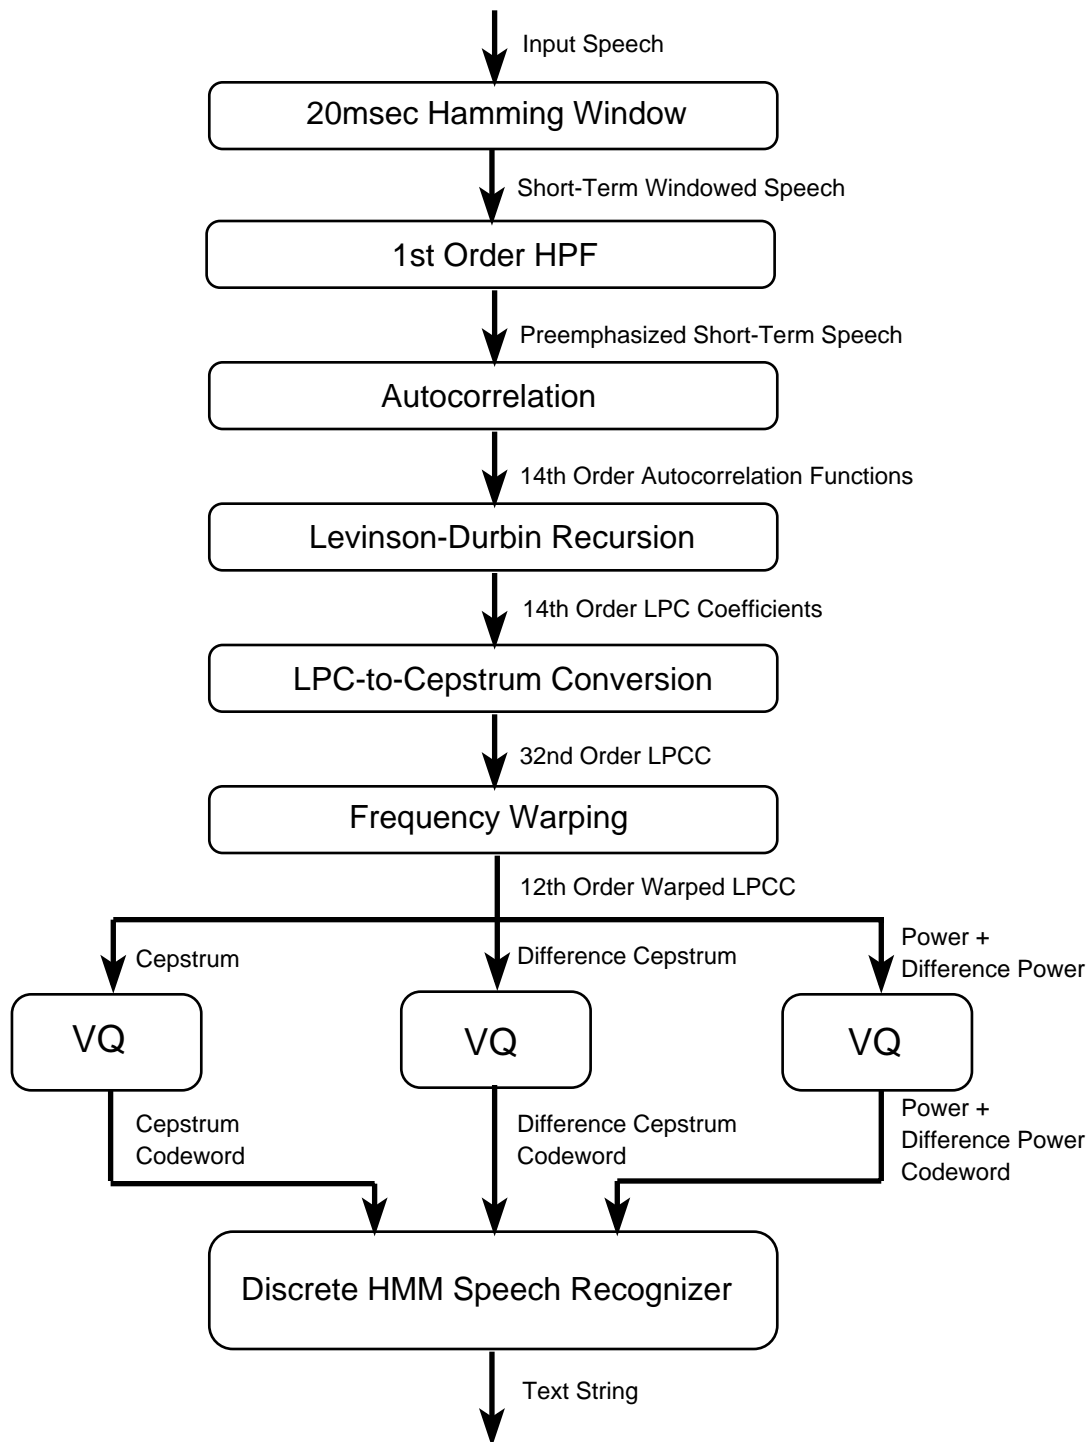 Input Speech
20msec Hamming Window
Short-Term Windowed Speech
1st Order HPF
Preemphasized Short-Term Speech
Autocorrelation
14th Order Autocorrelation Functions
Levinson-Durbin Recursion
14th Order LPC Coefficients
LPC-to-Cepstrum Conversion
32nd Order LPCC
Frequency Warping
12th Order Warped LPCC
Cepstrum
Difference Cepstrum
Power +
Difference Power
VQ
VQ
VQ
Cepstrum
Codeword
Difference Cepstrum
Codeword
Power +
Difference Power
Codeword
Discrete HMM Speech Recognizer
Text String